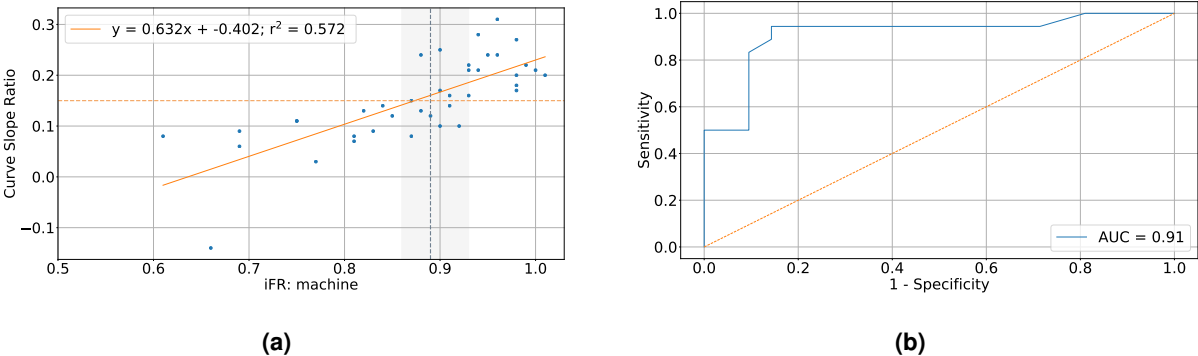 y = 0.632x + -0.402; r² = 0.572
Curve Slope Ratio
0.3
0.2
0.1
0.0
−0.1
0.5 0.6 0.7 0.8 0.9 1.0
iFR: machine
(a)
Sensitivity
1.0
0.8
0.6
0.4
0.2
0.0
AUC = 0.91
0.0 0.2 0.4 0.6 0.8 1.0
1 - Specificity
(b)